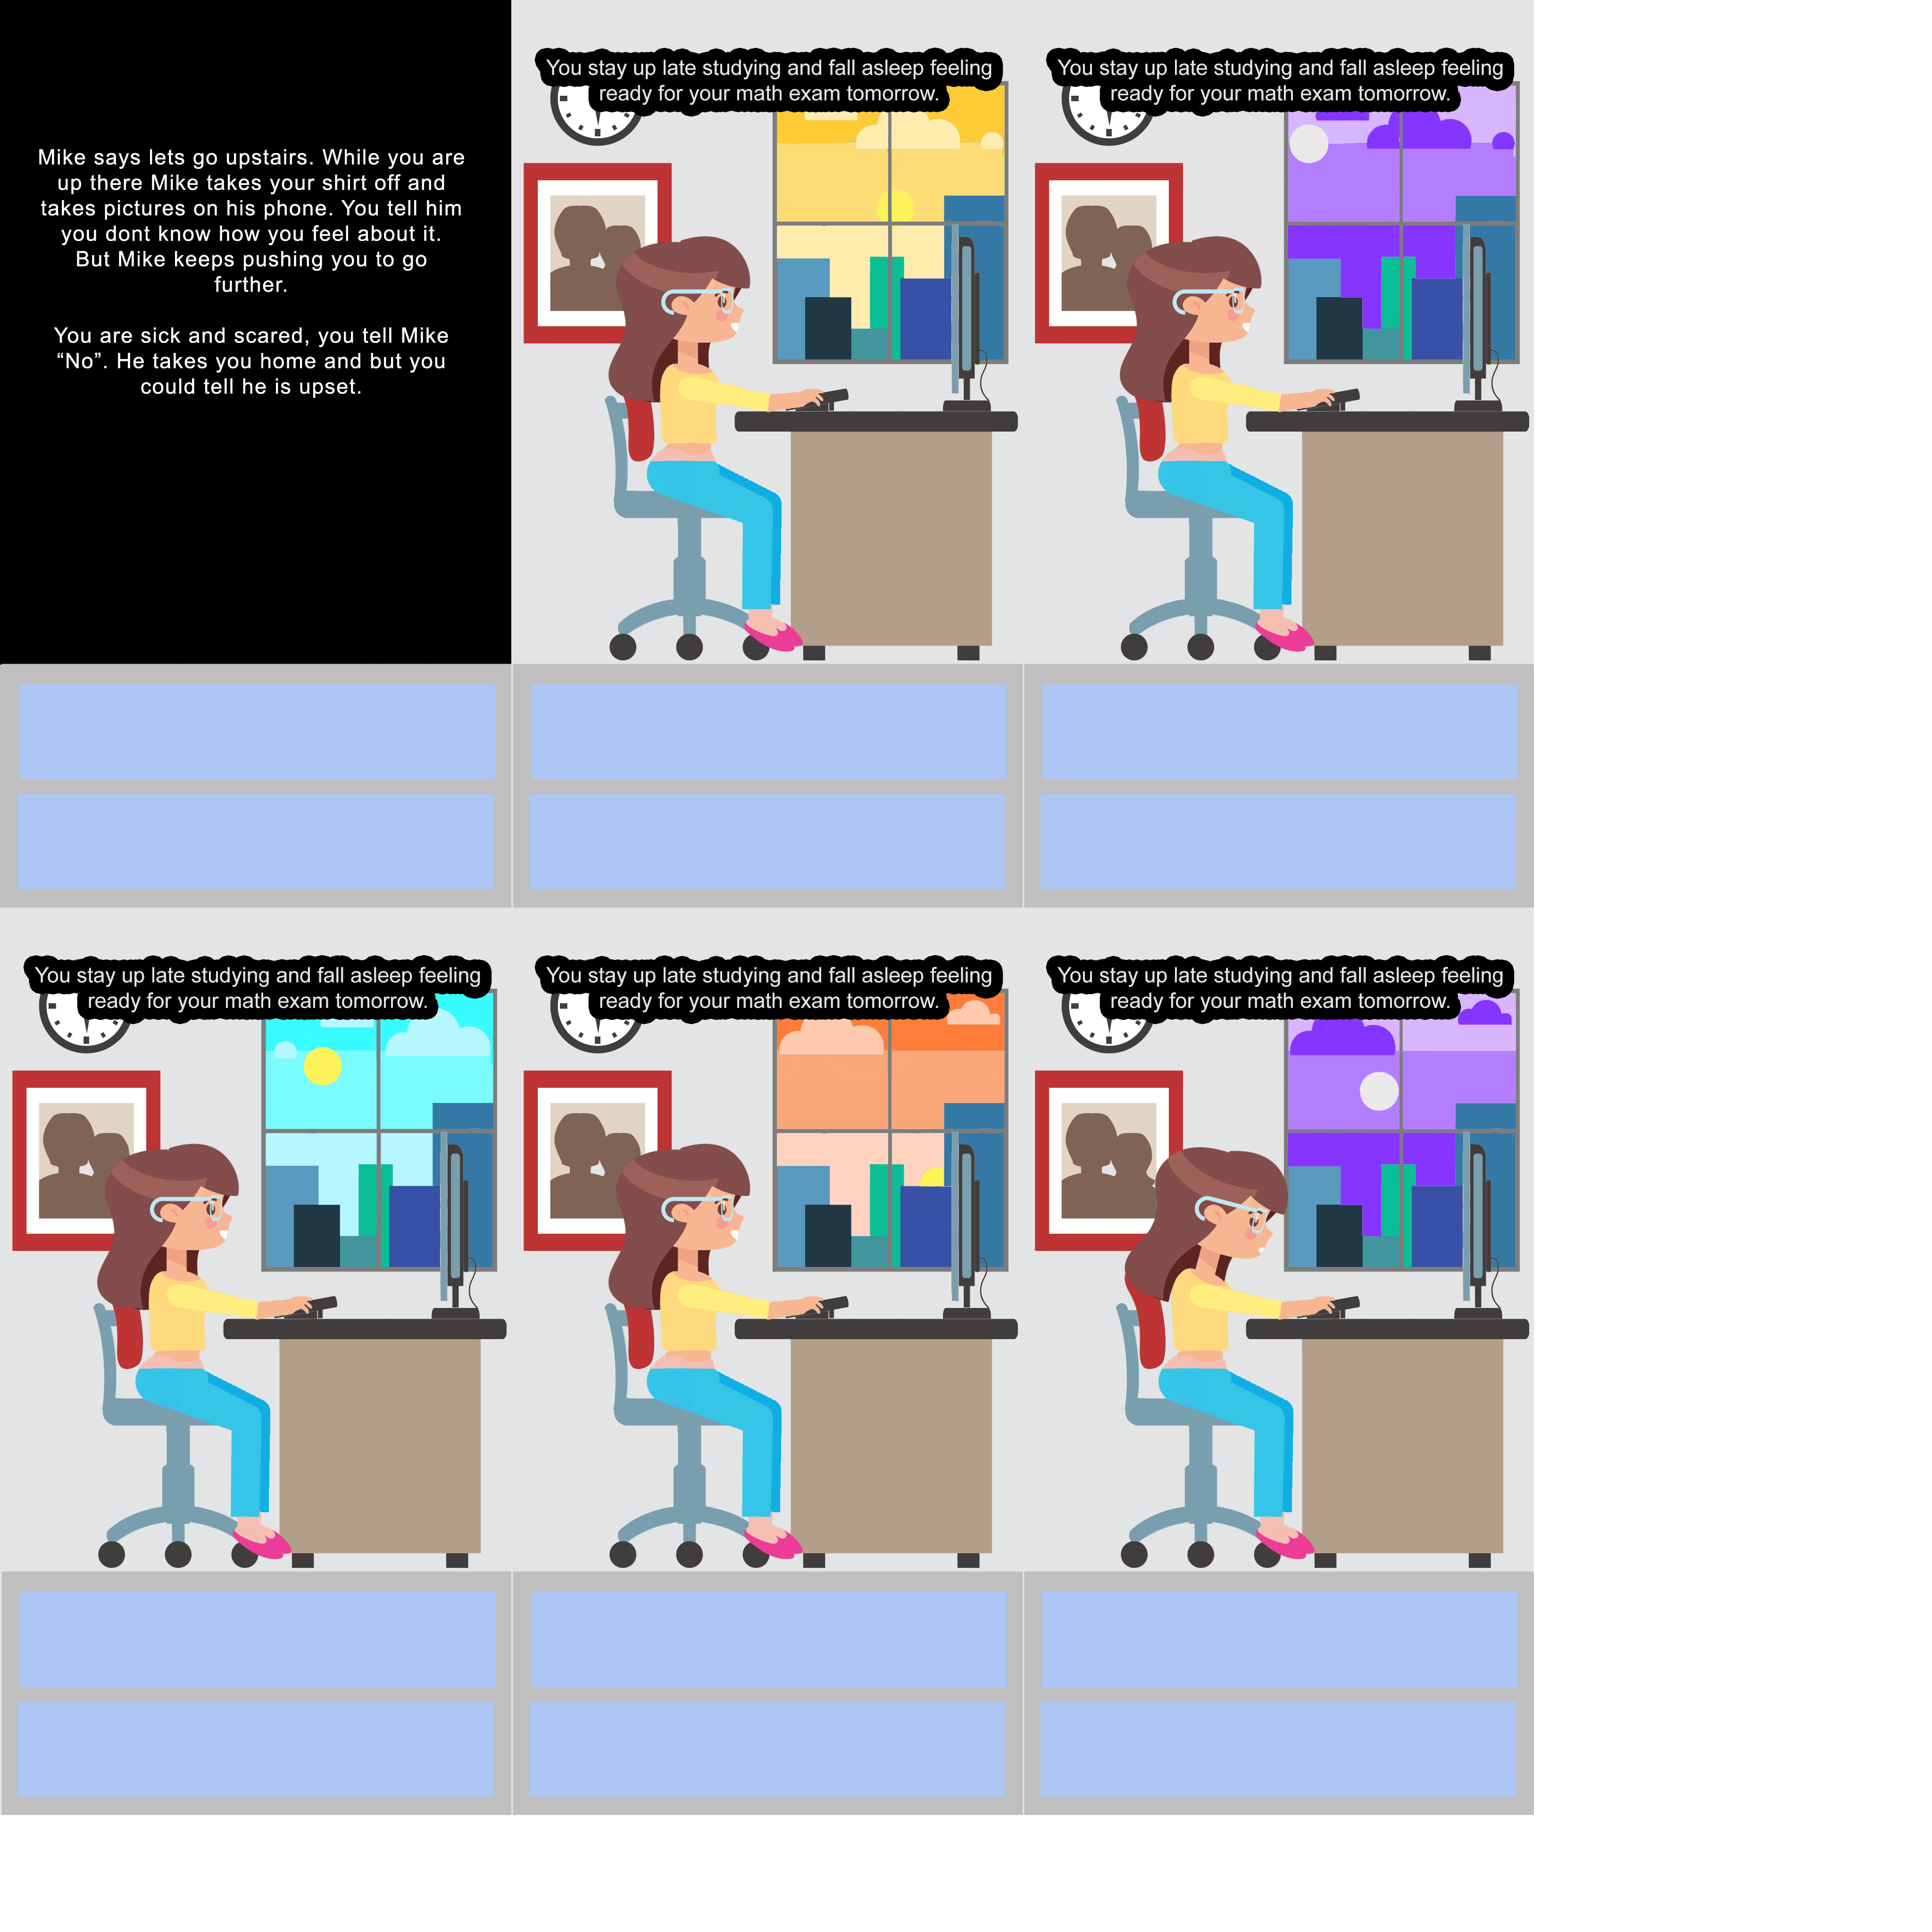 Mike says lets go upstairs. While you are
up there Mike takes your shirt off and
takes pictures on his phone. You tell him
you dont know how you feel about it.
But Mike keeps pushing you to go
further.
You are sick and scared, you tell Mike
“No”. He takes you home and but you
could tell he is upset.
You stay up late studying and fall asleep feeling
ready for your math exam tomorrow.
You stay up late studying and fall asleep feeling
ready for your math exam tomorrow.
You stay up late studying and fall asleep feeling
ready for your math exam tomorrow.
You stay up late studying and fall asleep feeling
ready for your math exam tomorrow.
You stay up late studying and fall asleep feeling
ready for your math exam tomorrow.